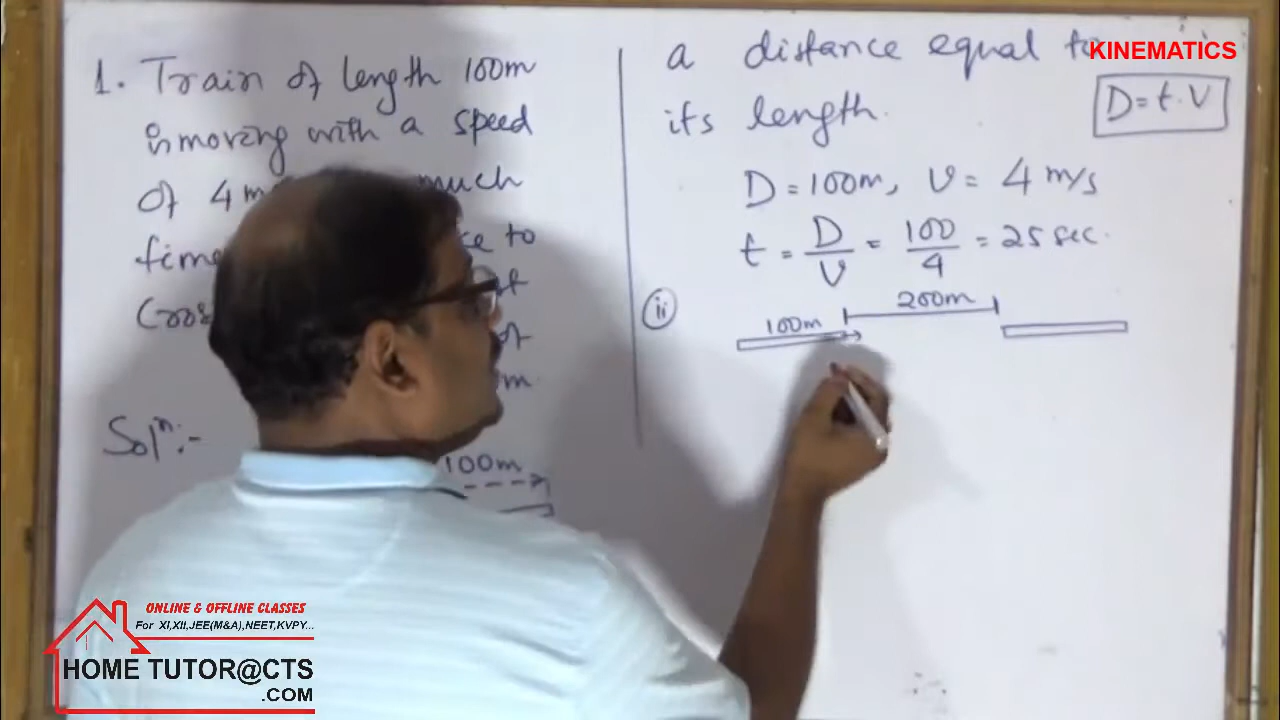 1. Train of length 100m
is moving with a speed
of 4 m much
time to
Cross
of
m.
Solⁿ:-
100m
a distance equal to
its length.
D = t.V
D = 100m, V = 4 m/s
t = D/V = 100/4 = 25 sec.
(ii)
100m
200m
KINEMATICS
ONLINE & OFFLINE CLASSES
For XI,XII,JEE(M&A),NEET,KVPY...
HOME TUTOR@CTS
.COM